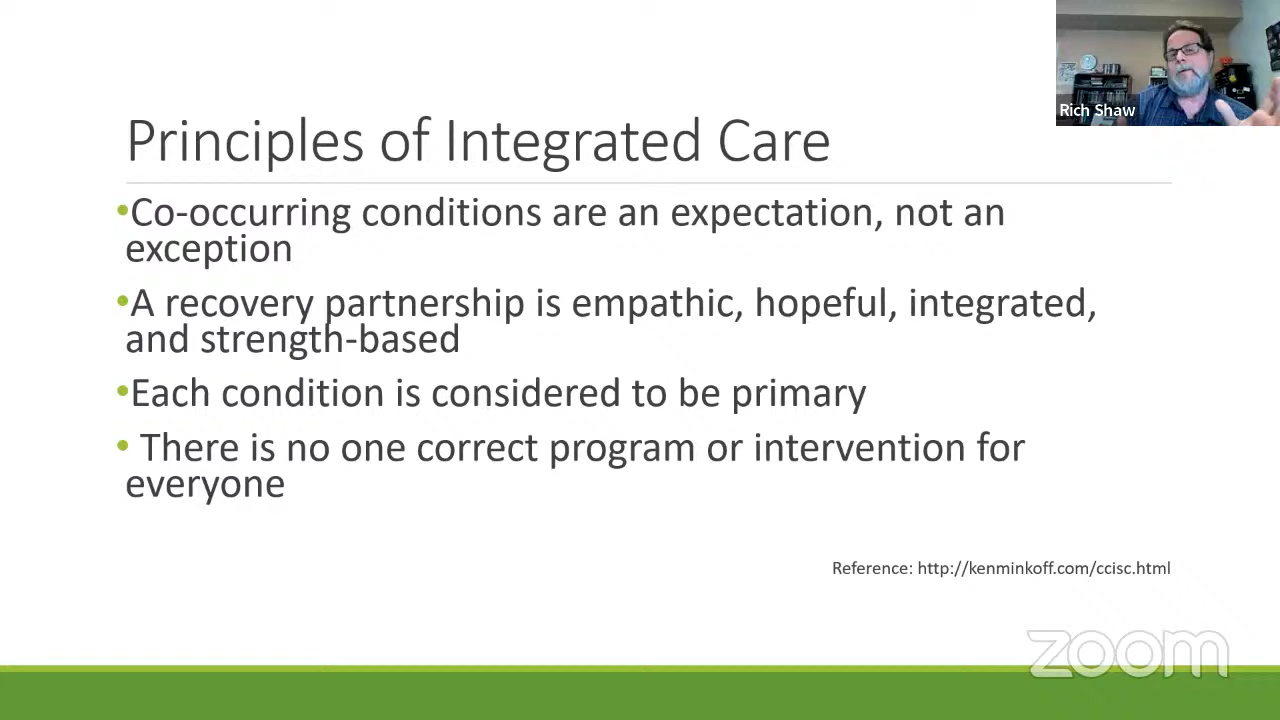 Rich Shaw
Principles of Integrated Care
•Co-occurring conditions are an expectation, not an
exception
•A recovery partnership is empathic, hopeful, integrated,
and strength-based
•Each condition is considered to be primary
• There is no one correct program or intervention for
everyone
Reference: http://kenminkoff.com/ccisc.html
zoom